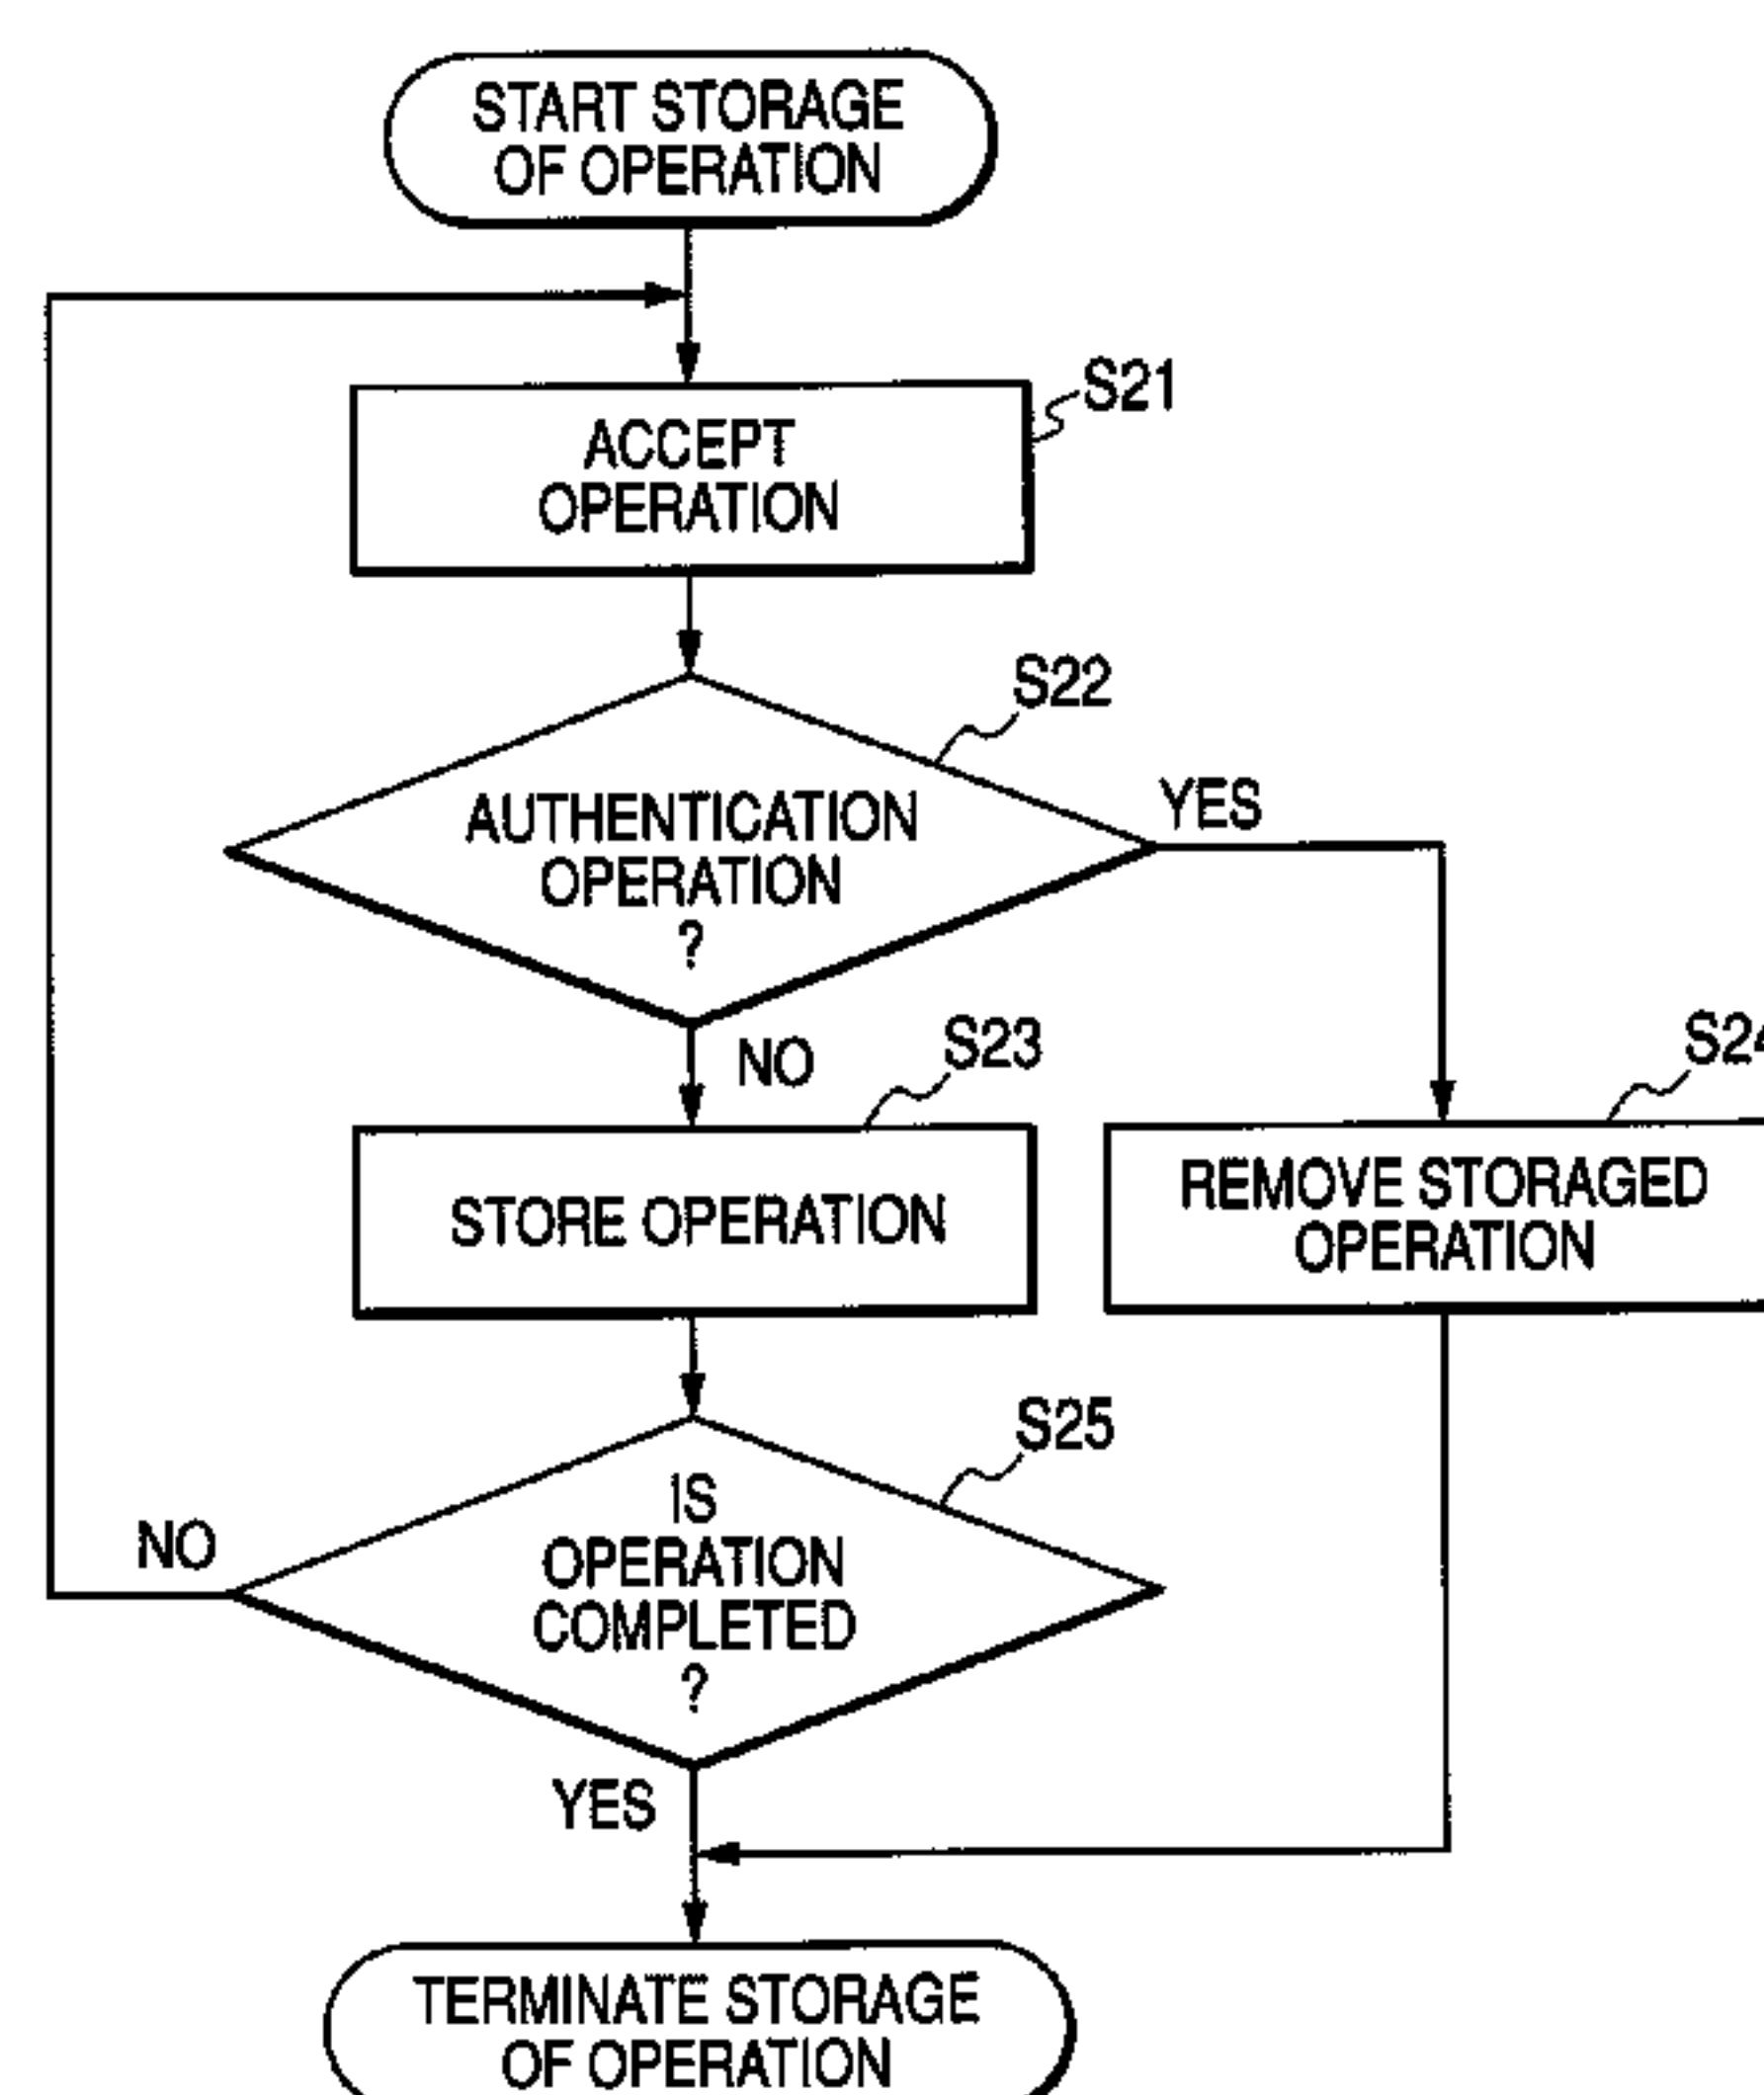 START STORAGE
OF OPERATION
S21
ACCEPT
OPERATION
S22
AUTHENTICATION
OPERATION
?
YES
NO
S23
STORE OPERATION
S24
REMOVE STORAGED
OPERATION
S25
IS
OPERATION
COMPLETED
?
NO
YES
TERMINATE STORAGE
OF OPERATION